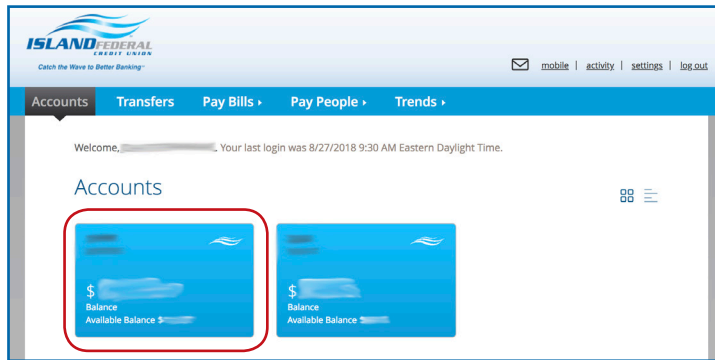 ISLAND FEDERAL
CREDIT UNION
Catch the Wave to Better Banking™
mobile | activity | settings | log out
Accounts Transfers Pay Bills Pay People Trends
Welcome, . Your last login was 8/27/2018 9:30 AM Eastern Daylight Time.
Accounts
$ $
Balance Balance
Available Balance $ Available Balance $